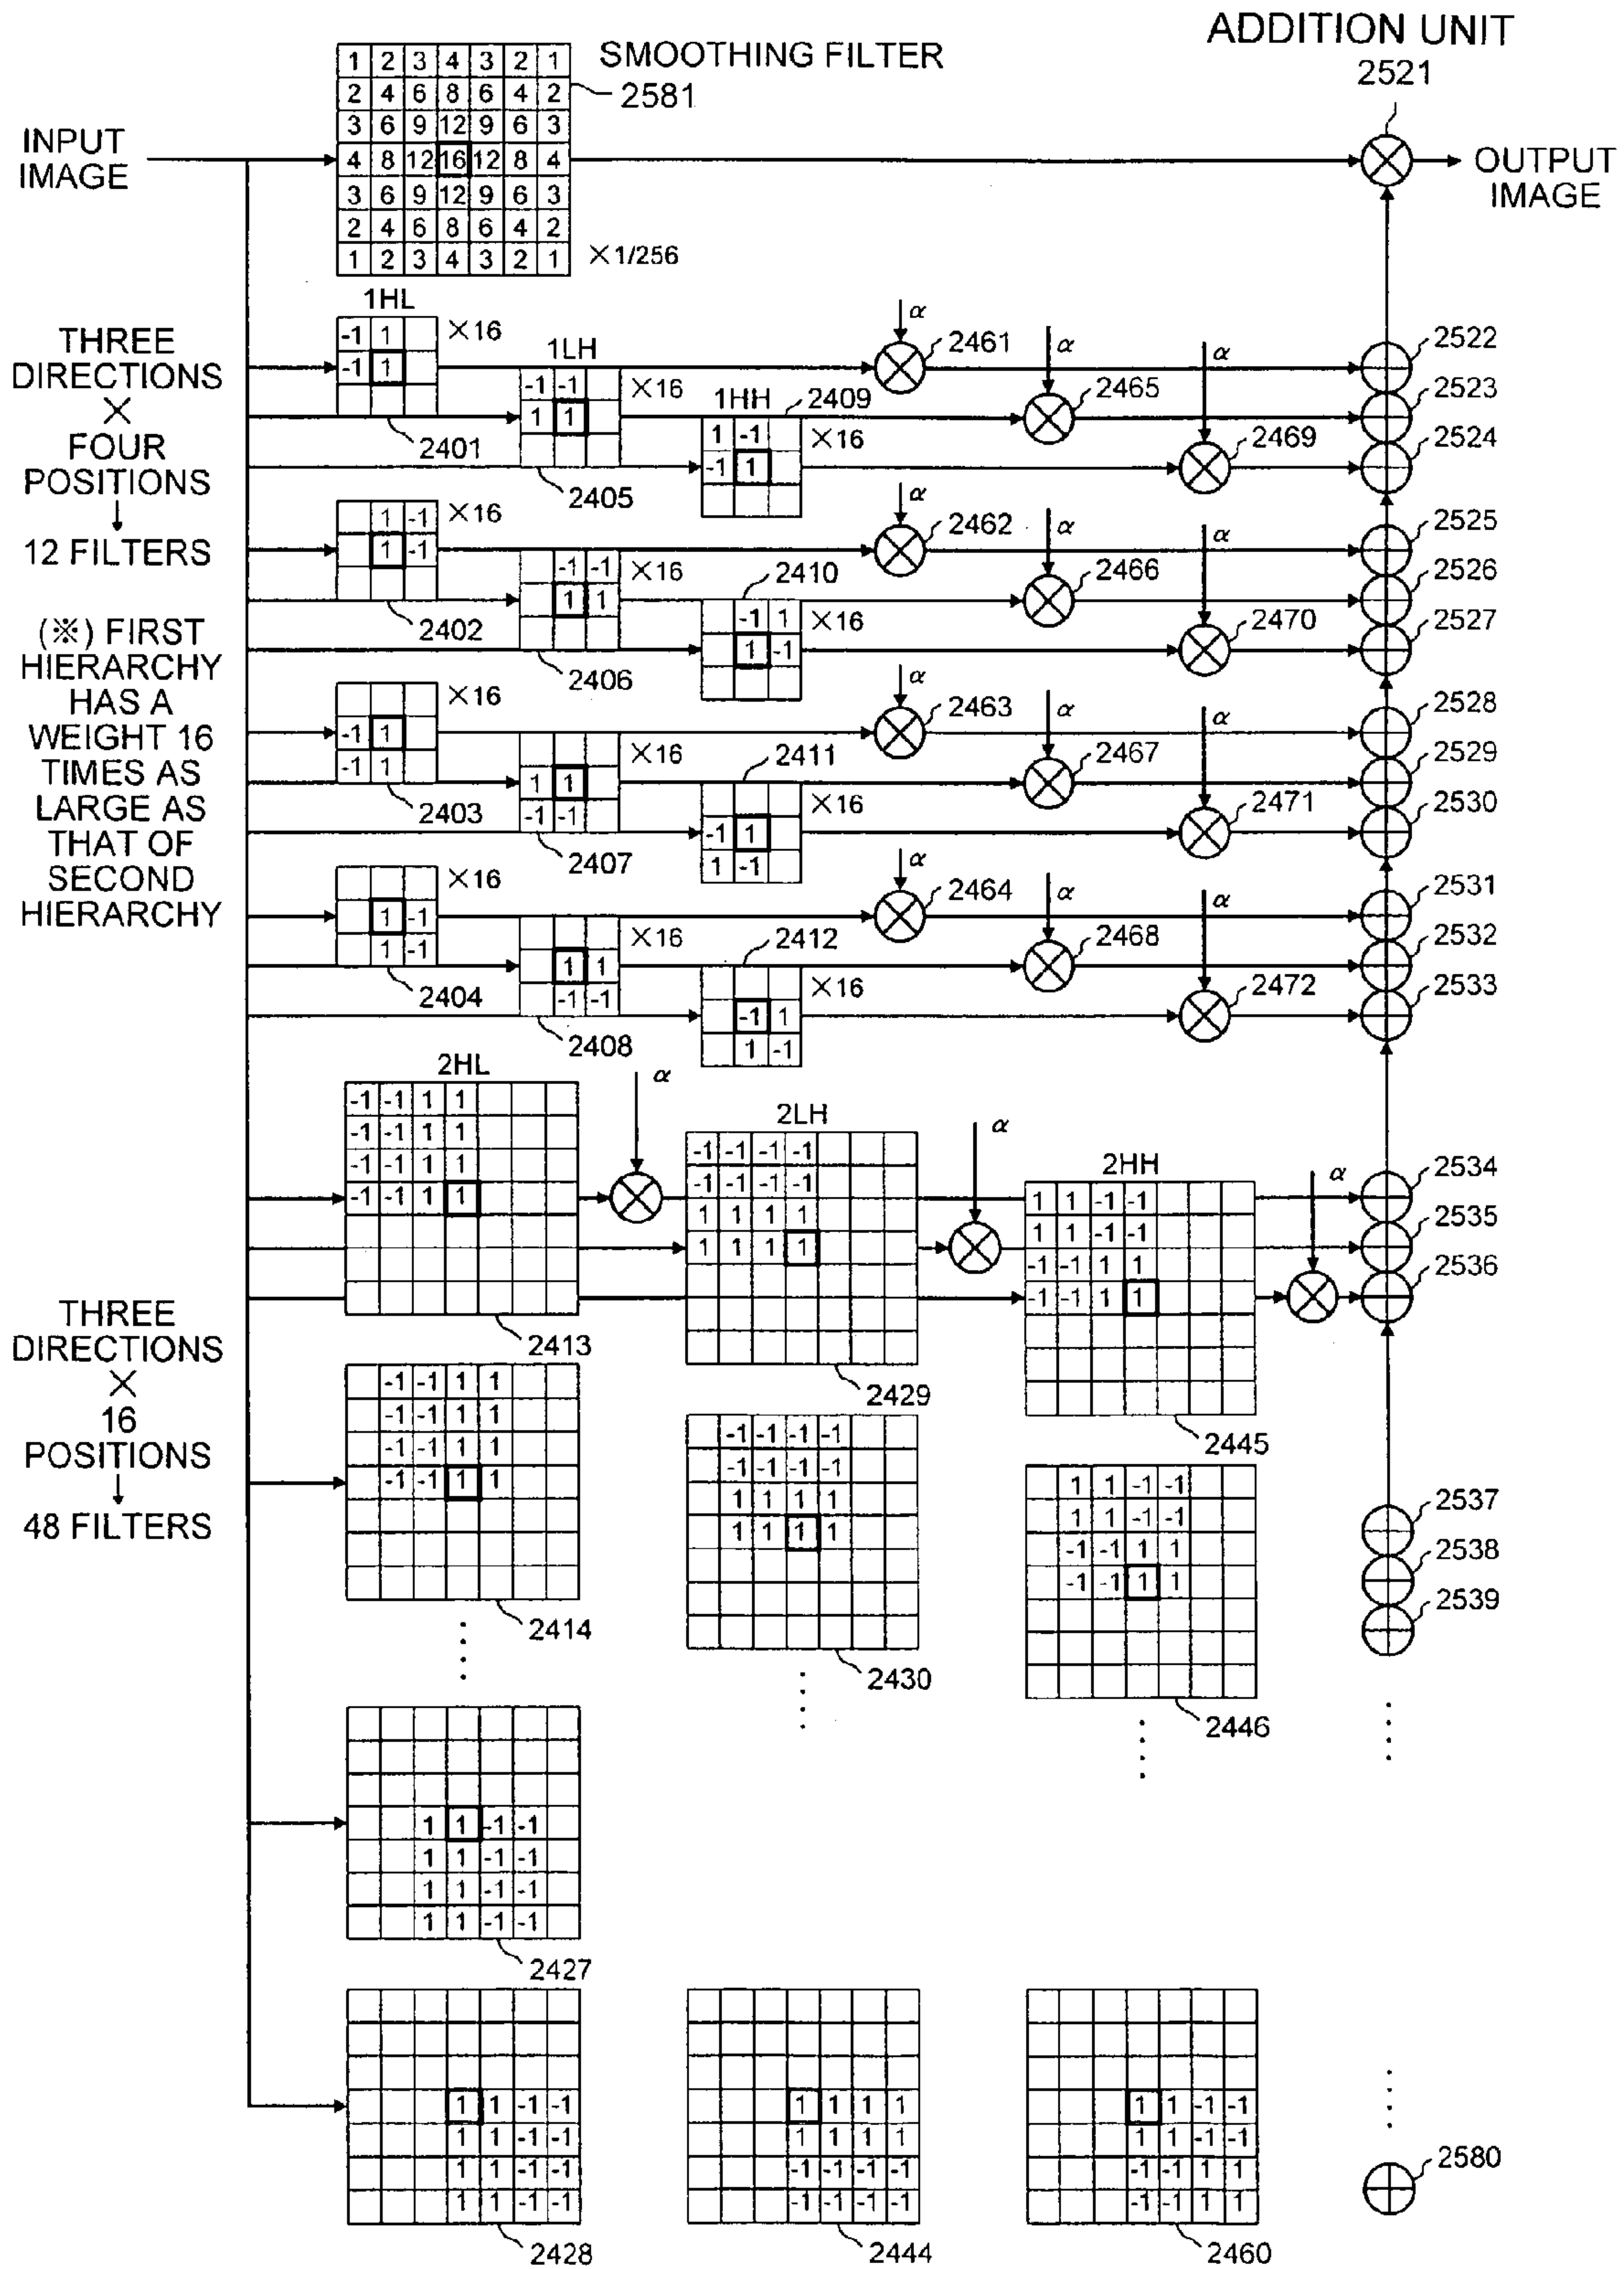 ADDITION UNIT
2521
SMOOTHING FILTER
2581
1 2 3 4 3 2 1
2 4 6 8 6 4 2
3 6 9 12 9 6 3
4 8 12 16 12 8 4
3 6 9 12 9 6 3
2 4 6 8 6 4 2
1 2 3 4 3 2 1
×1/256
INPUT
IMAGE
OUTPUT
IMAGE
THREE
DIRECTIONS
×
FOUR
POSITIONS
↓
12 FILTERS
(※) FIRST
HIERARCHY
HAS A
WEIGHT 16
TIMES AS
LARGE AS
THAT OF
SECOND
HIERARCHY
1HL
-1 1
-1 1
×16
2401
1LH
-1 -1
1 1
×16
2405
1HH
2409
1 -1
-1 1
×16
α
2461
α
2465
α
2469
2522
2523
2524
1 -1
1 -1
×16
2402
-1 -1
1 1
×16
2406
2410
-1 1
1 -1
×16
α
2462
α
2466
α
2470
2525
2526
2527
-1 1
-1 1
×16
2403
1 1
-1 -1
×16
2407
2411
-1 1
1 -1
×16
α
2463
α
2467
α
2471
2528
2529
2530
1 -1
1 -1
×16
2404
1 1
-1 -1
×16
2408
2412
-1 1
1 -1
×16
α
2464
α
2468
α
2472
2531
2532
2533
THREE
DIRECTIONS
×
16
POSITIONS
↓
48 FILTERS
2HL
-1 -1 1 1
-1 -1 1 1
-1 -1 1 1
-1 -1 1 1
2413
α
2LH
-1 -1 -1 -1
-1 -1 -1 -1
1 1 1 1
1 1 1 1
2429
α
2HH
1 1 -1 -1
1 1 -1 -1
-1 -1 1 1
-1 -1 1 1
2445
α
2534
2535
2536
-1 -1 1 1
-1 -1 1 1
-1 -1 1 1
-1 -1 1 1
2414
-1 -1 -1 -1
-1 -1 -1 -1
1 1 1 1
1 1 1 1
2430
1 1 -1 -1
1 1 -1 -1
-1 -1 1 1
-1 -1 1 1
2446
2537
2538
2539
1 1 -1 -1
1 1 -1 -1
1 1 -1 -1
1 1 -1 -1
2427
1 1 -1 -1
1 1 -1 -1
1 1 -1 -1
1 1 -1 -1
2428
1 1 1 1
1 1 1 1
-1 -1 -1 -1
-1 -1 -1 -1
2444
1 1 -1 -1
1 1 -1 -1
-1 -1 1 1
-1 -1 1 1
2460
2580